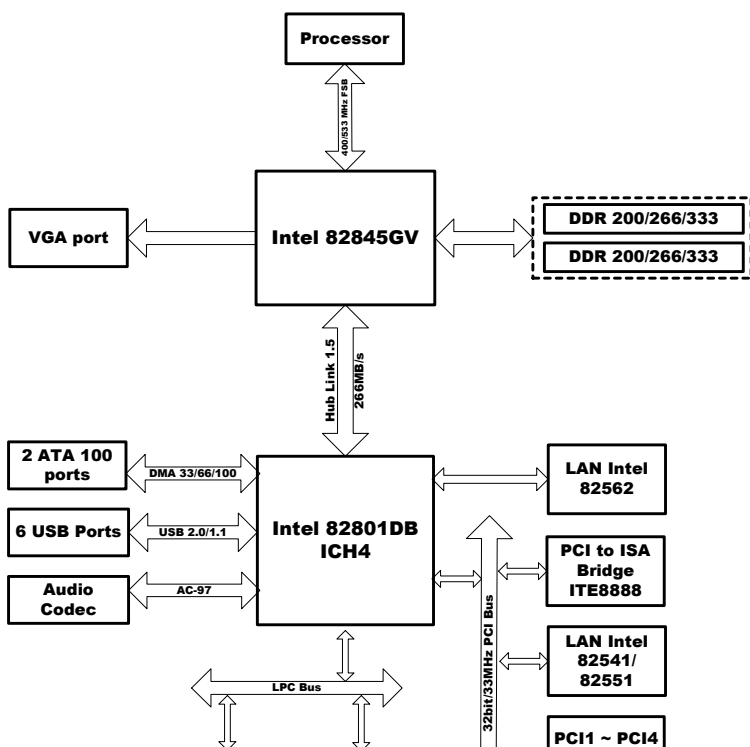 Processor
400/533 MHz FSB
VGA port
Intel 82845GV
DDR 200/266/333
DDR 200/266/333
Hub Link 1.5
266MB/s
2 ATA 100
ports
DMA 33/66/100
6 USB Ports
USB 2.0/1.1
Audio
Codec
AC-97
Intel 82801DB
ICH4
LAN Intel
82562
PCI to ISA
Bridge
ITE8888
LAN Intel
82541/
82551
32bit/33MHz PCI Bus
LPC Bus
PCI1 ~ PCI4